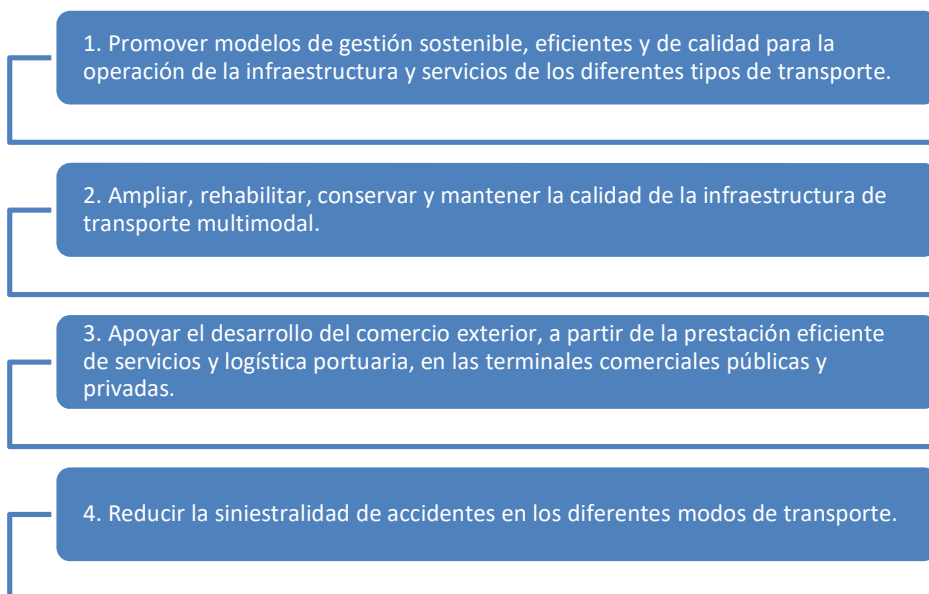 1. Promover modelos de gestión sostenible, eficientes y de calidad para la
operación de la infraestructura y servicios de los diferentes tipos de transporte.
2. Ampliar, rehabilitar, conservar y mantener la calidad de la infraestructura de
transporte multimodal.
3. Apoyar el desarrollo del comercio exterior, a partir de la prestación eficiente
de servicios y logística portuaria, en las terminales comerciales públicas y
privadas.
4. Reducir la siniestralidad de accidentes en los diferentes modos de transporte.